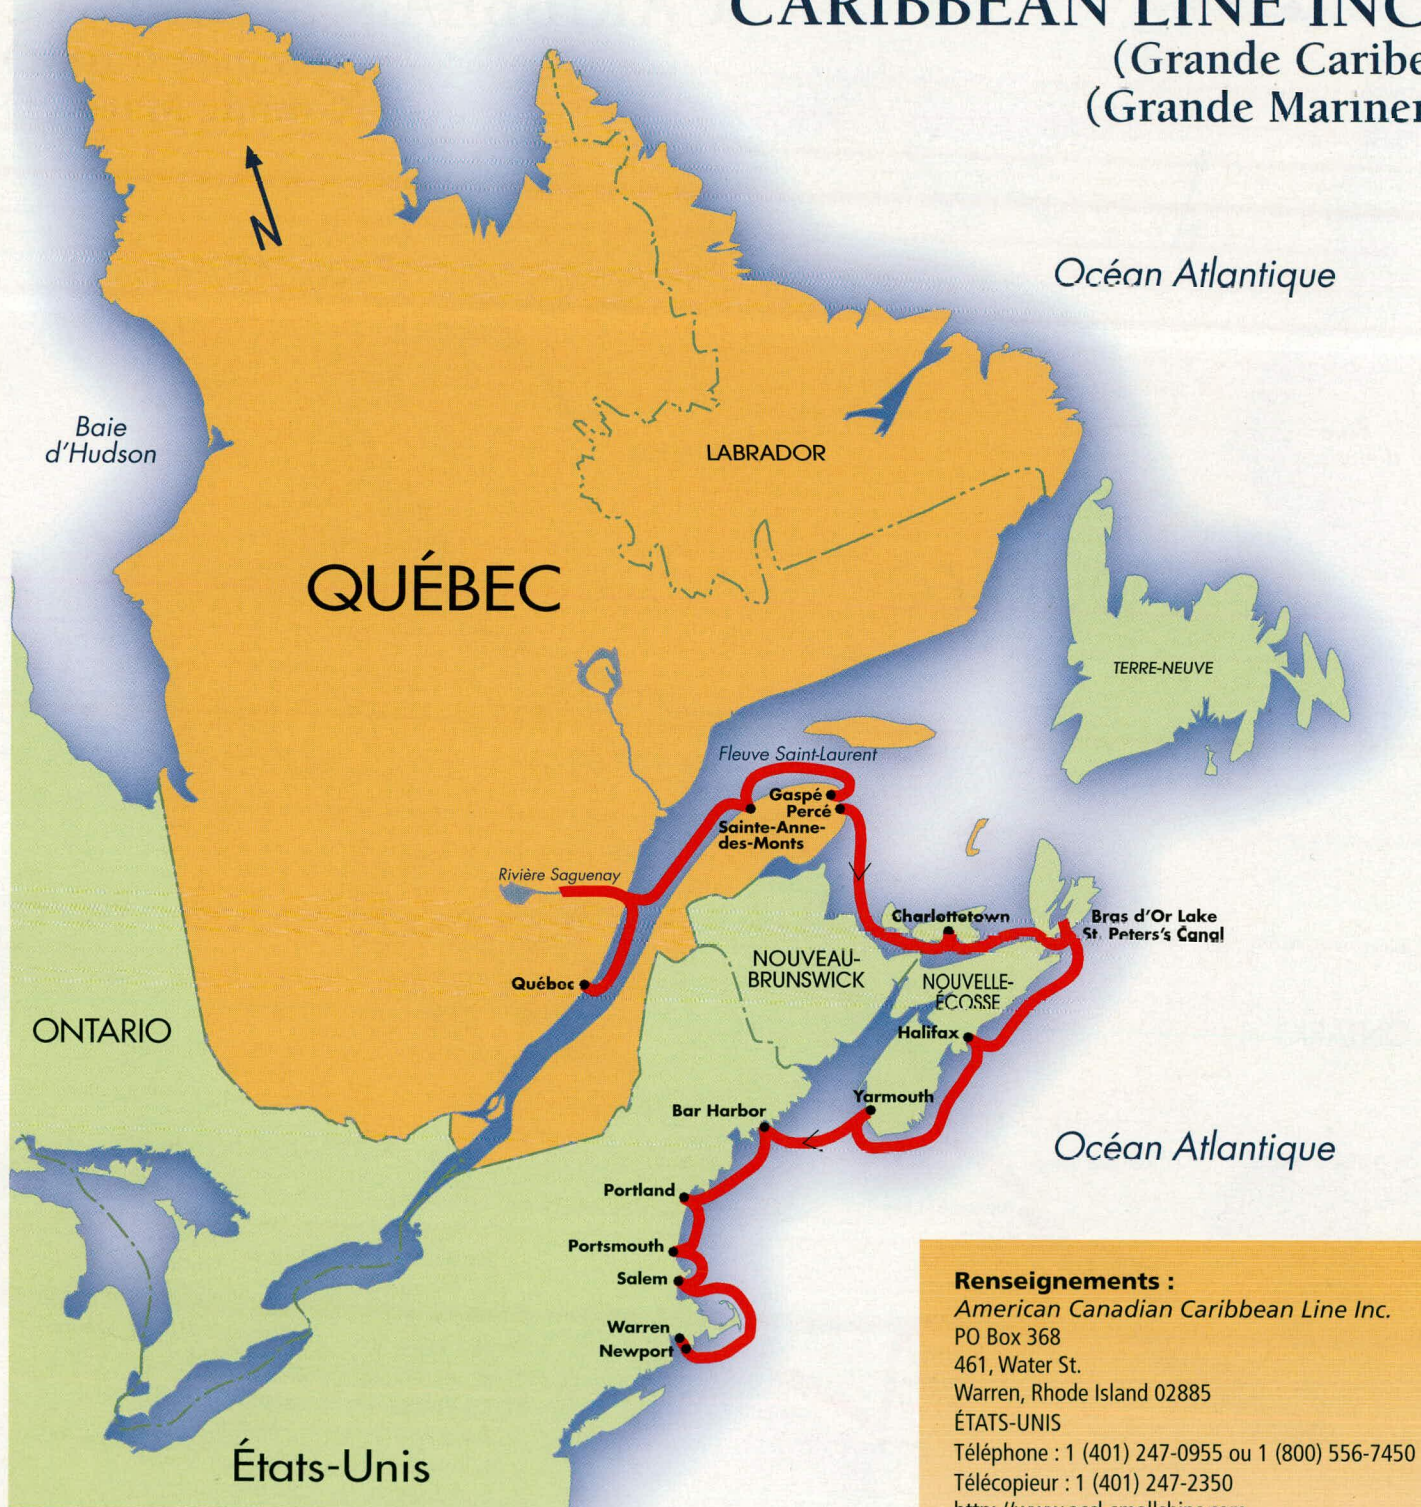 CARIBBEAN LINE INC
(Grande Caribe
(Grande Mariner
N
Océan Atlantique
Baie
d'Hudson
LABRADOR
QUÉBEC
TERRE-NEUVE
Fleuve Saint-Laurent
Gaspé
Percé
Sainte-Anne-
des-Monts
Rivière Saguenay
Charlottetown
Bras d'Or Lake
St. Peters's Canal
NOUVEAU-
BRUNSWICK
NOUVELLE-
ÉCOSSE
Québec
ONTARIO
Halifax
Yarmouth
Bar Harbor
Océan Atlantique
Portland
Portsmouth
Salem
Warren
Newport
États-Unis
Renseignements :
American Canadian Caribbean Line Inc.
PO Box 368
461, Water St.
Warren, Rhode Island 02885
ÉTATS-UNIS
Téléphone : 1 (401) 247-0955 ou 1 (800) 556-7450
Télécopieur : 1 (401) 247-2350